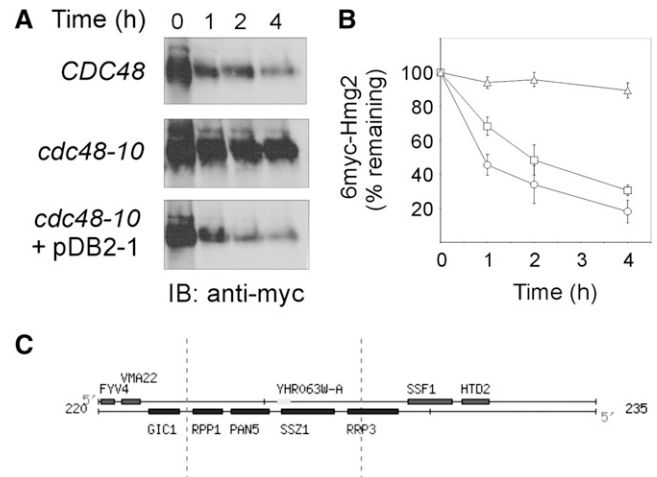 A Time (h) 0 1 2 4
CDC48
cdc48-10
cdc48-10
+ pDB2-1
IB: anti-myc
B
6myc-Hmg2
(% remaining)
100
80
60
40
20
0 1 2 3 4
Time (h)
C
FYV4 VMA22 YHR063W-A SSF1 HTD2
5′
220 235
5′
GIC1 RPP1 PAN5 SSZ1 RRP3